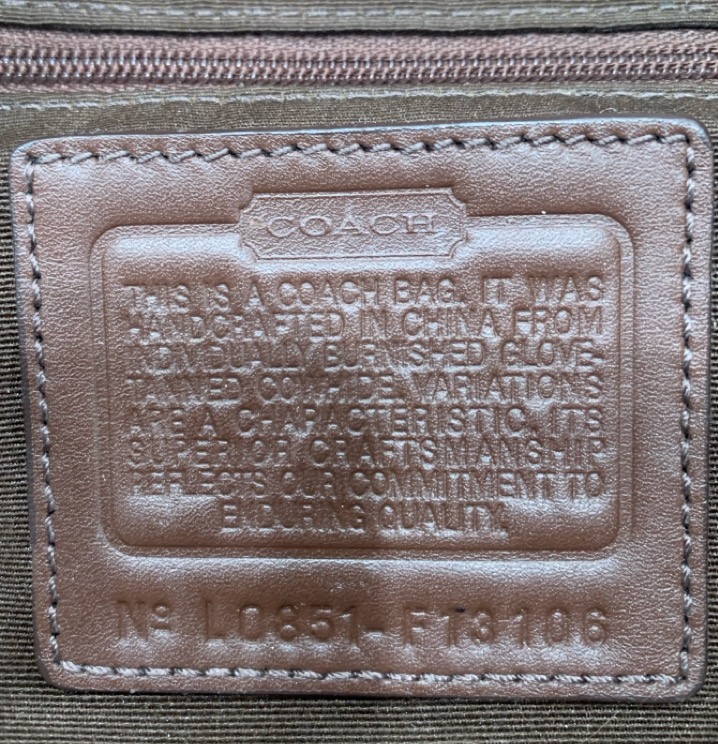 COACH
THIS IS A COACH BAG. IT WAS
HANDCRAFTED IN CHINA FROM
INDIVIDUALLY BURNISHED GLOVE-
TANNED COWHIDE. VARIATIONS
ARE A CHARACTERISTIC. ITS
SUPERIOR CRAFTSMANSHIP
REFLECTS OUR COMMITMENT TO
ENDURING QUALITY.
Nº L0851-F13106